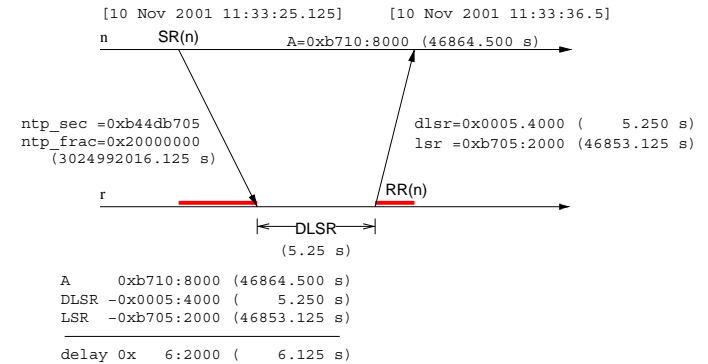 [10 Nov 2001 11:33:25.125] [10 Nov 2001 11:33:36.5]
n SR(n) A=0xb710:8000 (46864.500 s)
ntp_sec =0xb44db705 dlsr=0x0005.4000 ( 5.250 s)
ntp_frac=0x20000000 lsr =0xb705:2000 (46853.125 s)
(3024992016.125 s)
r RR(n)
DLSR
(5.25 s)
A 0xb710:8000 (46864.500 s)
DLSR -0x0005:4000 ( 5.250 s)
LSR -0xb705:2000 (46853.125 s)
delay 0x 6:2000 ( 6.125 s)